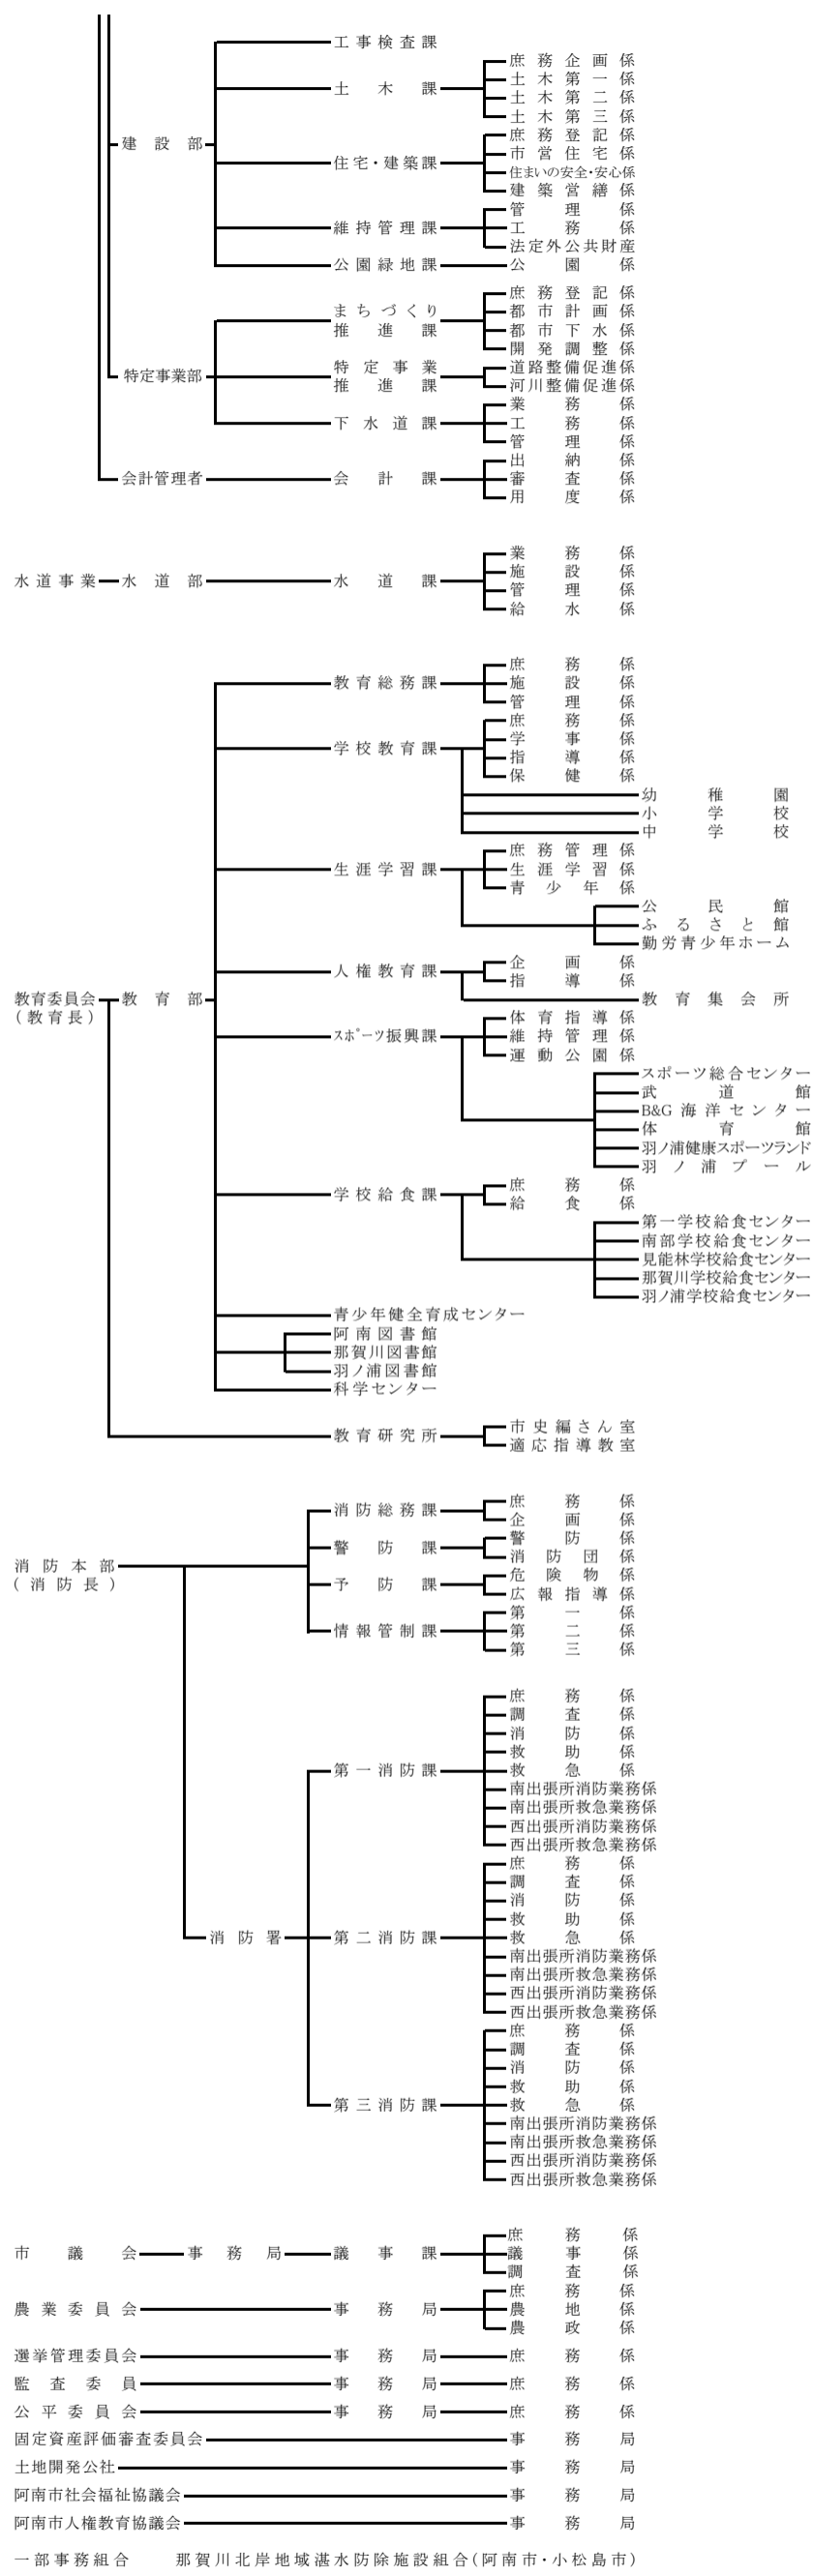 工事検査課
庶務企画係
土木第一係
土木課
土木第二係
土木第三係
庶務登記係
建設部
市営住宅係
住宅・建築課
住まいの安全・安心係
建築営繕係
管理係
維持管理課
工務係
法定外公共財産
公園緑地課
公園係
庶務登記係
まちづくり
都市計画係
推進課
都市下水係
開発調整係
特定事業
道路整備促進係
特定事業部
推進課
河川整備促進係
業務係
下水道課
工務係
管理係
出納係
会計管理者
会計課
審査係
用度係
業務係
施設係
水道事業
水道部
水道課
管理係
給水係
庶務係
教育総務課
施設係
管理係
庶務係
学事係
学校教育課
指導係
保健係
幼稚園
小学校
中学校
庶務管理係
生涯学習課
生涯学習係
青少年係
公民館
ふるさと館
勤労青少年ホーム
企画係
人権教育課
指導係
教育委員会
教育部
教育集会所
(教育長)
体育指導係
スポーツ振興課
維持管理係
運動公園係
スポーツ総合センター
武道館
B&G海洋センター
体育館
羽ノ浦健康スポーツランド
羽ノ浦プール
庶務係
学校給食課
給食係
第一学校給食センター
南部学校給食センター
見能林学校給食センター
那賀川学校給食センター
羽ノ浦学校給食センター
青少年健全育成センター
阿南図書館
那賀川図書館
羽ノ浦図書館
科学センター
市史編さん室
教育研究所
適応指導教室
庶務係
消防総務課
企画係
警防係
警防課
消防団係
消防本部
危険物係
(消防長)
予防課
広報指導係
第一係
情報管制課
第二係
第三係
庶務係
調査係
消防係
救助係
第一消防課
救急係
南出張所消防業務係
南出張所救急業務係
西出張所消防業務係
西出張所救急業務係
庶務係
調査係
消防係
救助係
消防署
第二消防課
救急係
南出張所消防業務係
南出張所救急業務係
西出張所消防業務係
西出張所救急業務係
庶務係
調査係
消防係
救助係
第三消防課
救急係
南出張所消防業務係
南出張所救急業務係
西出張所消防業務係
西出張所救急業務係
庶務係
市議会
事務局
議事課
議事係
調査係
庶務係
農業委員会
事務局
農地係
農政係
選挙管理委員会
事務局
庶務係
監査委員
事務局
庶務係
公平委員会
事務局
庶務係
固定資産評価審査委員会
事務局
土地開発公社
事務局
阿南市社会福祉協議会
事務局
阿南市人権教育協議会
事務局
一部事務組合 那賀川北岸地域湛水防除施設組合(阿南市・小松島市)